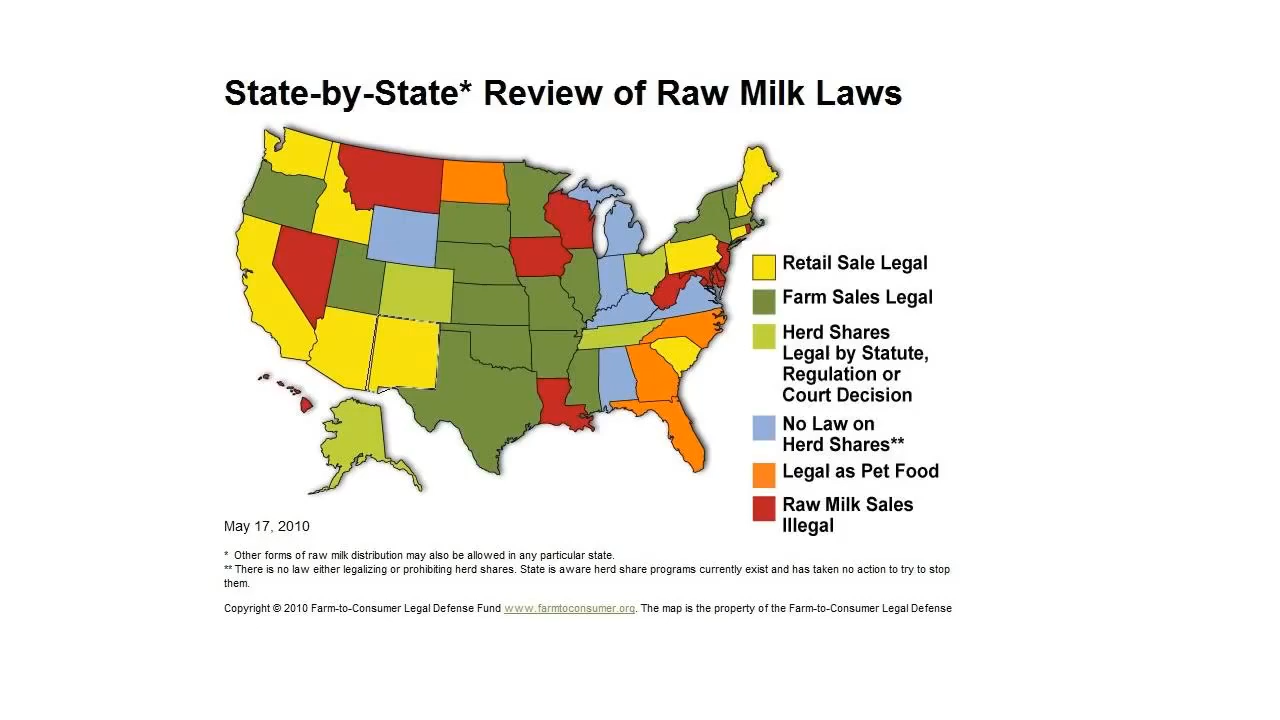 State-by-State* Review of Raw Milk Laws
Retail Sale Legal
Farm Sales Legal
Herd Shares
Legal by Statute,
Regulation or
Court Decision
No Law on
Herd Shares**
Legal as Pet Food
Raw Milk Sales
Illegal
May 17, 2010
* Other forms of raw milk distribution may also be allowed in any particular state.
** There is no law either legalizing or prohibiting herd shares. State is aware herd share programs currently exist and has taken no action to try to stop
them.
Copyright © 2010 Farm-to-Consumer Legal Defense Fund www.farmtoconsumer.org. The map is the property of the Farm-to-Consumer Legal Defense